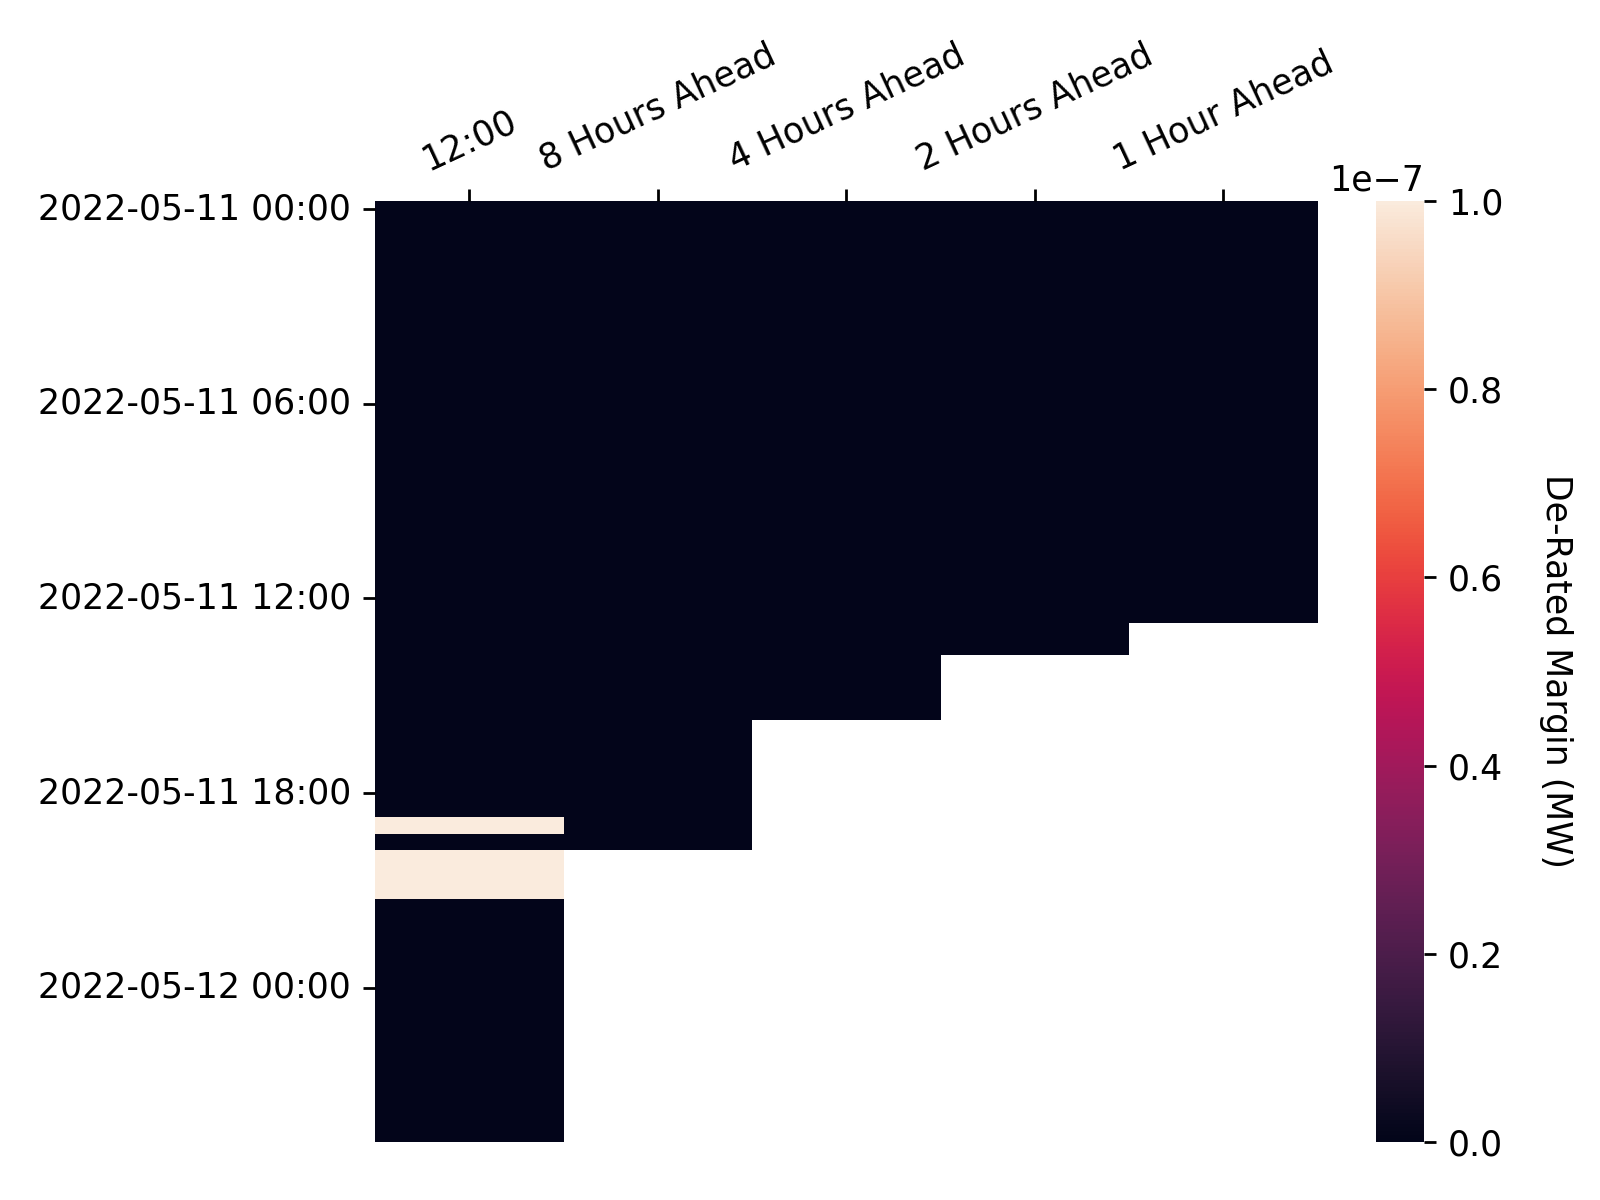 12:00
8 Hours Ahead
4 Hours Ahead
2 Hours Ahead
1 Hour Ahead
2022-05-11 00:00
2022-05-11 06:00
2022-05-11 12:00
2022-05-11 18:00
2022-05-12 00:00
1e−7
1.0
0.8
0.6
0.4
0.2
0.0
De-Rated Margin (MW)